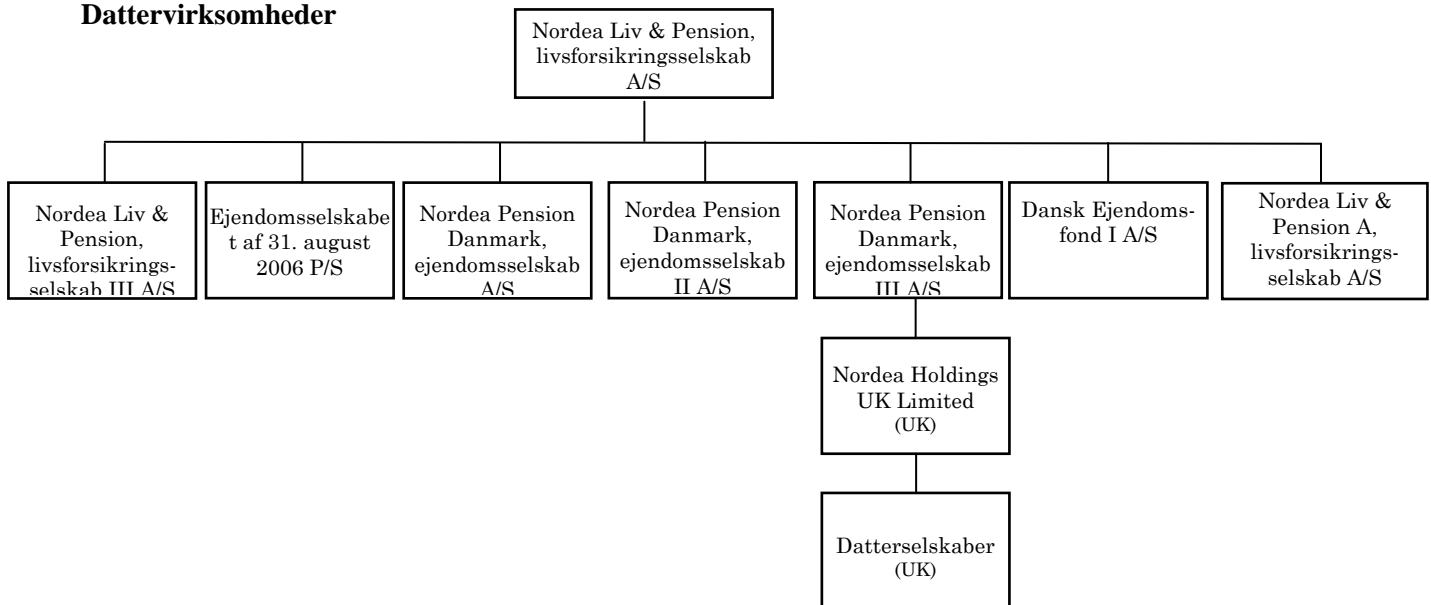 Dattervirksomheder
Nordea Liv & Pension,
livsforsikringsselskab
A/S
Nordea Liv &
Pension,
livsforsikrings-
selskab III A/S
Ejendomsselskabe
t af 31. august
2006 P/S
Nordea Pension
Danmark,
ejendomsselskab
A/S
Nordea Pension
Danmark,
ejendomsselskab
II A/S
Nordea Pension
Danmark,
ejendomsselskab
III A/S
Dansk Ejendoms-
fond I A/S
Nordea Liv &
Pension A,
livsforsikrings-
selskab A/S
Nordea Holdings
UK Limited
(UK)
Datterselskaber
(UK)